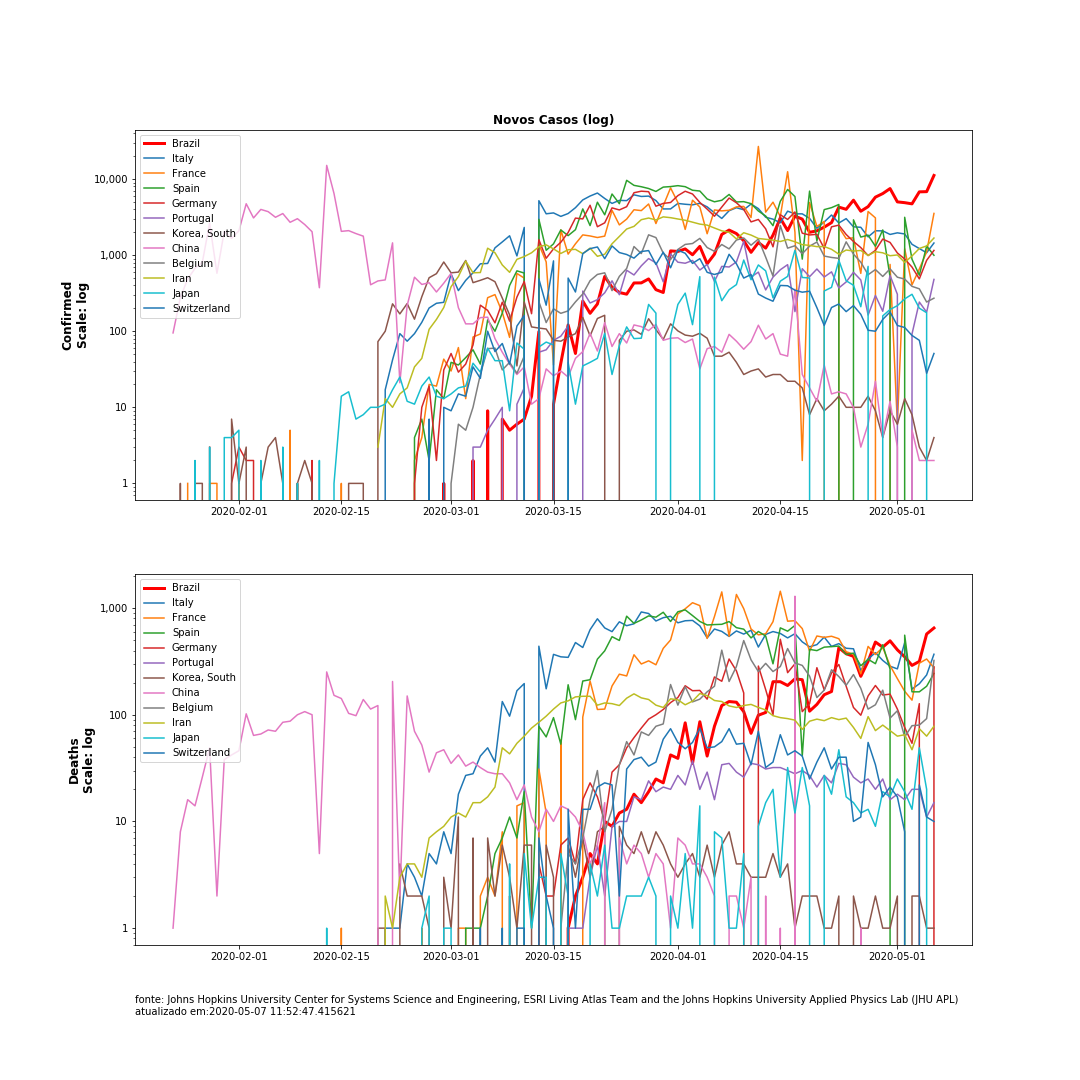 Novos Casos (log)
Confirmed
Scale: log
10,000
1,000
100
10
1
Brazil
Italy
France
Spain
Germany
Portugal
Korea, South
China
Belgium
Iran
Japan
Switzerland
2020-02-01
2020-02-15
2020-03-01
2020-03-15
2020-04-01
2020-04-15
2020-05-01
Deaths
Scale: log
1,000
100
10
1
Brazil
Italy
France
Spain
Germany
Portugal
Korea, South
China
Belgium
Iran
Japan
Switzerland
2020-02-01
2020-02-15
2020-03-01
2020-03-15
2020-04-01
2020-04-15
2020-05-01
fonte: Johns Hopkins University Center for Systems Science and Engineering, ESRI Living Atlas Team and the Johns Hopkins University Applied Physics Lab (JHU APL)
atualizado em:2020-05-07 11:52:47.415621